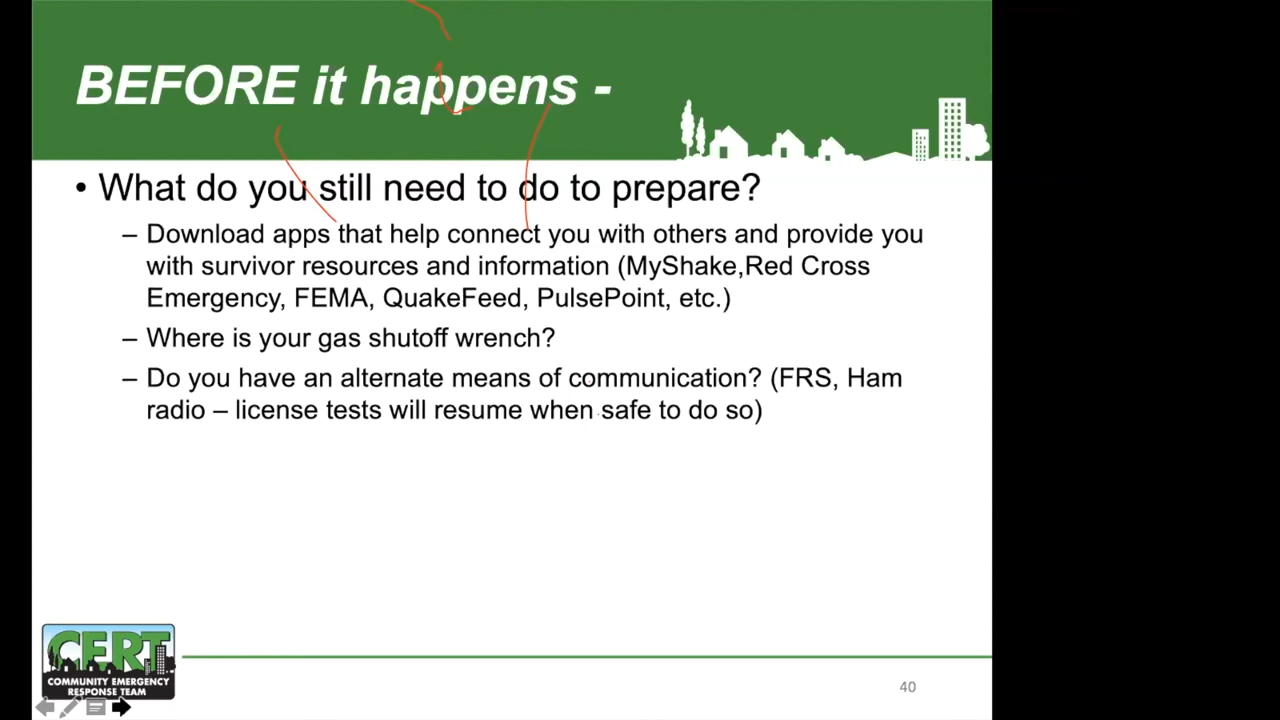 BEFORE it happens -
• What do you still need to do to prepare?
– Download apps that help connect you with others and provide you
with survivor resources and information (MyShake,Red Cross
Emergency, FEMA, QuakeFeed, PulsePoint, etc.)
– Where is your gas shutoff wrench?
– Do you have an alternate means of communication? (FRS, Ham
radio – license tests will resume when safe to do so)
CERT
COMMUNITY EMERGENCY
RESPONSE TEAM
40